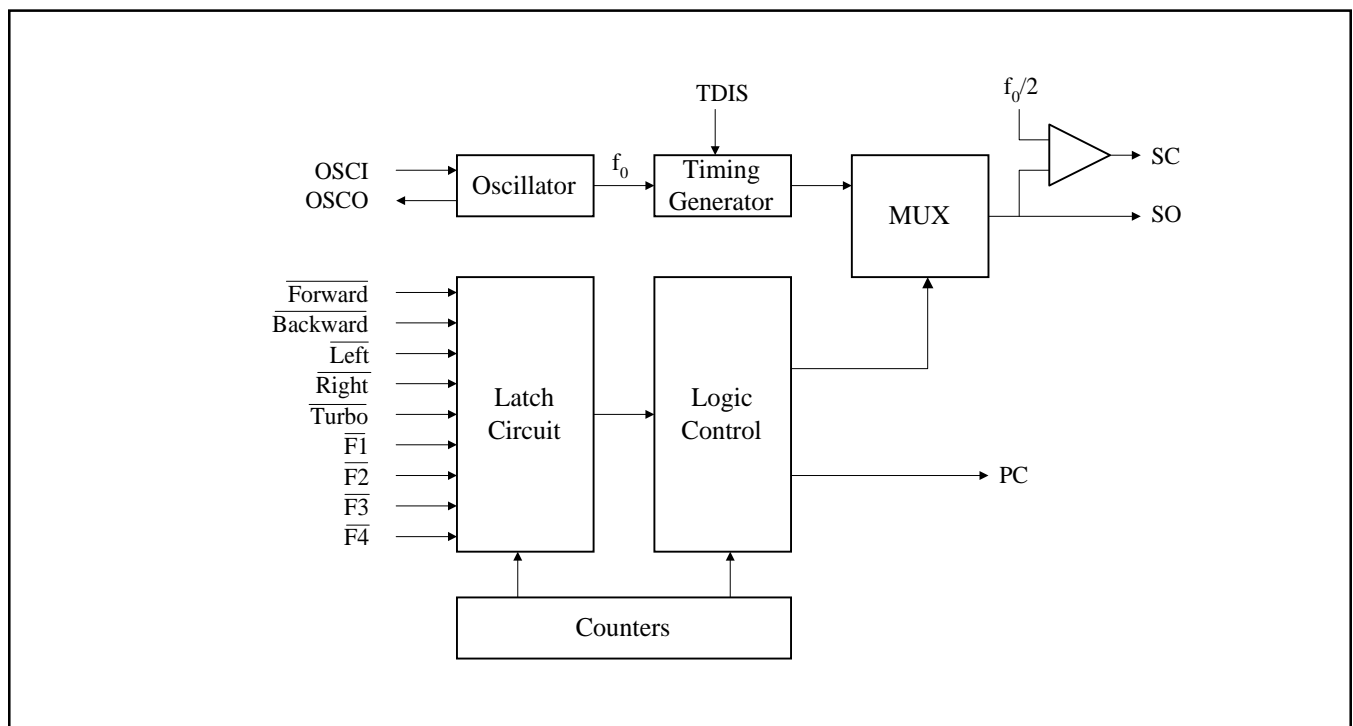 TDIS
f₀/2
OSCI
OSCO
Oscillator
f₀
Timing
Generator
MUX
SC
SO
Forward
Backward
Left
Right
Turbo
F1
F2
F3
F4
Latch
Circuit
Logic
Control
PC
Counters